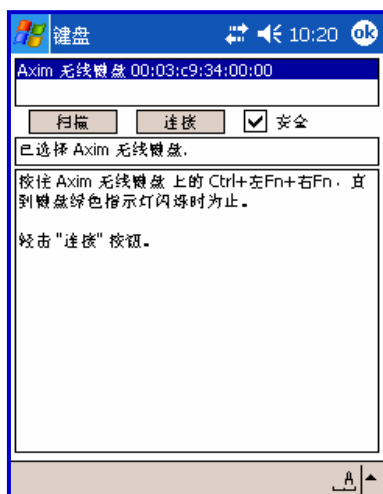 键盘 10:20 ok
Axim 无线键盘 00:03:c9:34:00:00
扫描 连接 安全
已选择 Axim 无线键盘.
按住 Axim 无线键盘 上的 Ctrl+左Fn+右Fn, 直
到键盘绿色指示灯闪烁时为止。
轻击 "连接" 按钮。
A